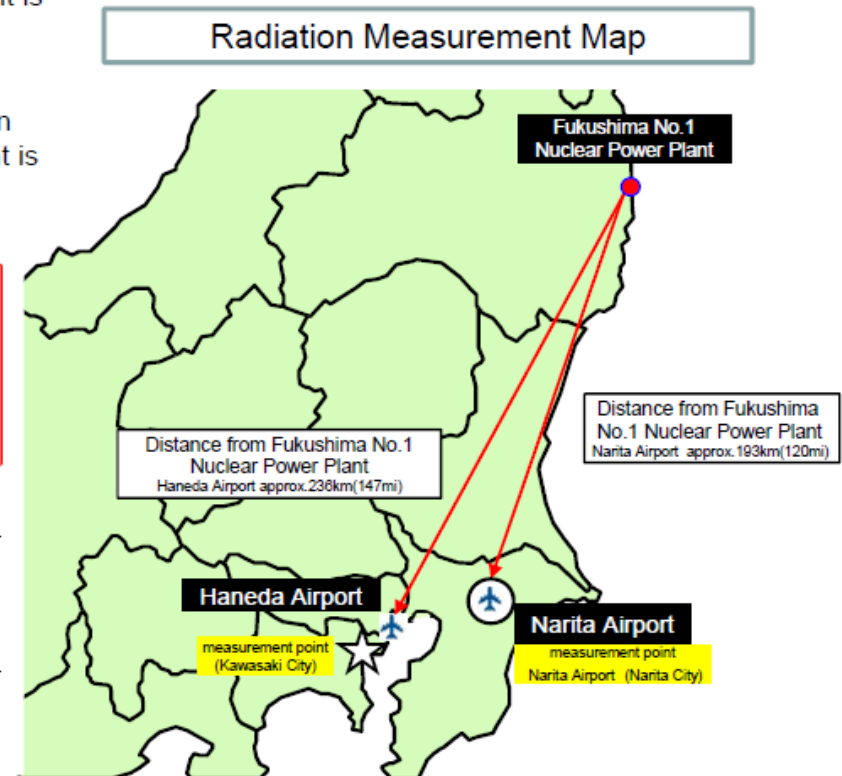 t is
Radiation Measurement Map
n
t is
Fukushima No.1
Nuclear Power Plant
Distance from Fukushima
No.1 Nuclear Power Plant
Narita Airport approx.193km(120mi)
Distance from Fukushima No.1
Nuclear Power Plant
Haneda Airport approx.236km(147mi)
Haneda Airport
measurement point
(Kawasaki City)
Narita Airport
measurement point
Narita Airport (Narita City)